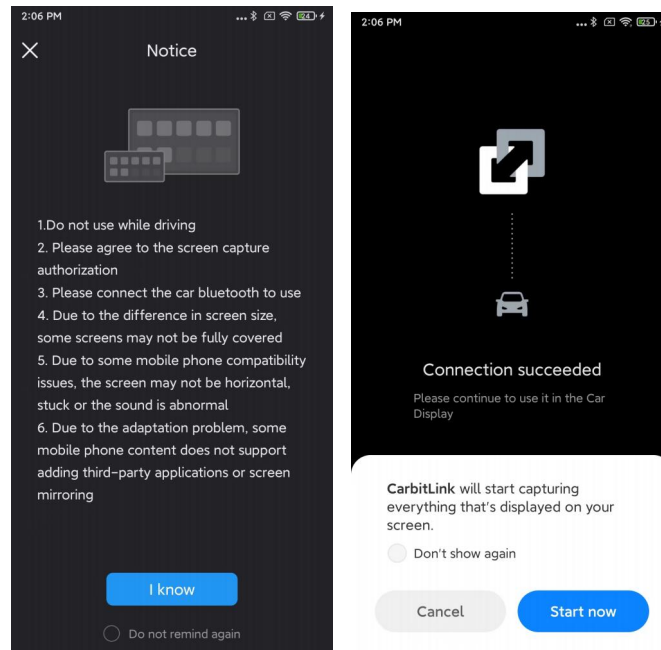 2:06 PM
24
Notice
1.Do not use while driving
2. Please agree to the screen capture
authorization
3. Please connect the car bluetooth to use
4. Due to the difference in screen size,
some screens may not be fully covered
5. Due to some mobile phone compatibility
issues, the screen may not be horizontal,
stuck or the sound is abnormal
6. Due to the adaptation problem, some
mobile phone content does not support
adding third-party applications or screen
mirroring
I know
Do not remind again
2:06 PM
25
Connection succeeded
Please continue to use it in the Car
Display
CarbitLink will start capturing
everything that's displayed on your
screen.
Don't show again
Cancel
Start now